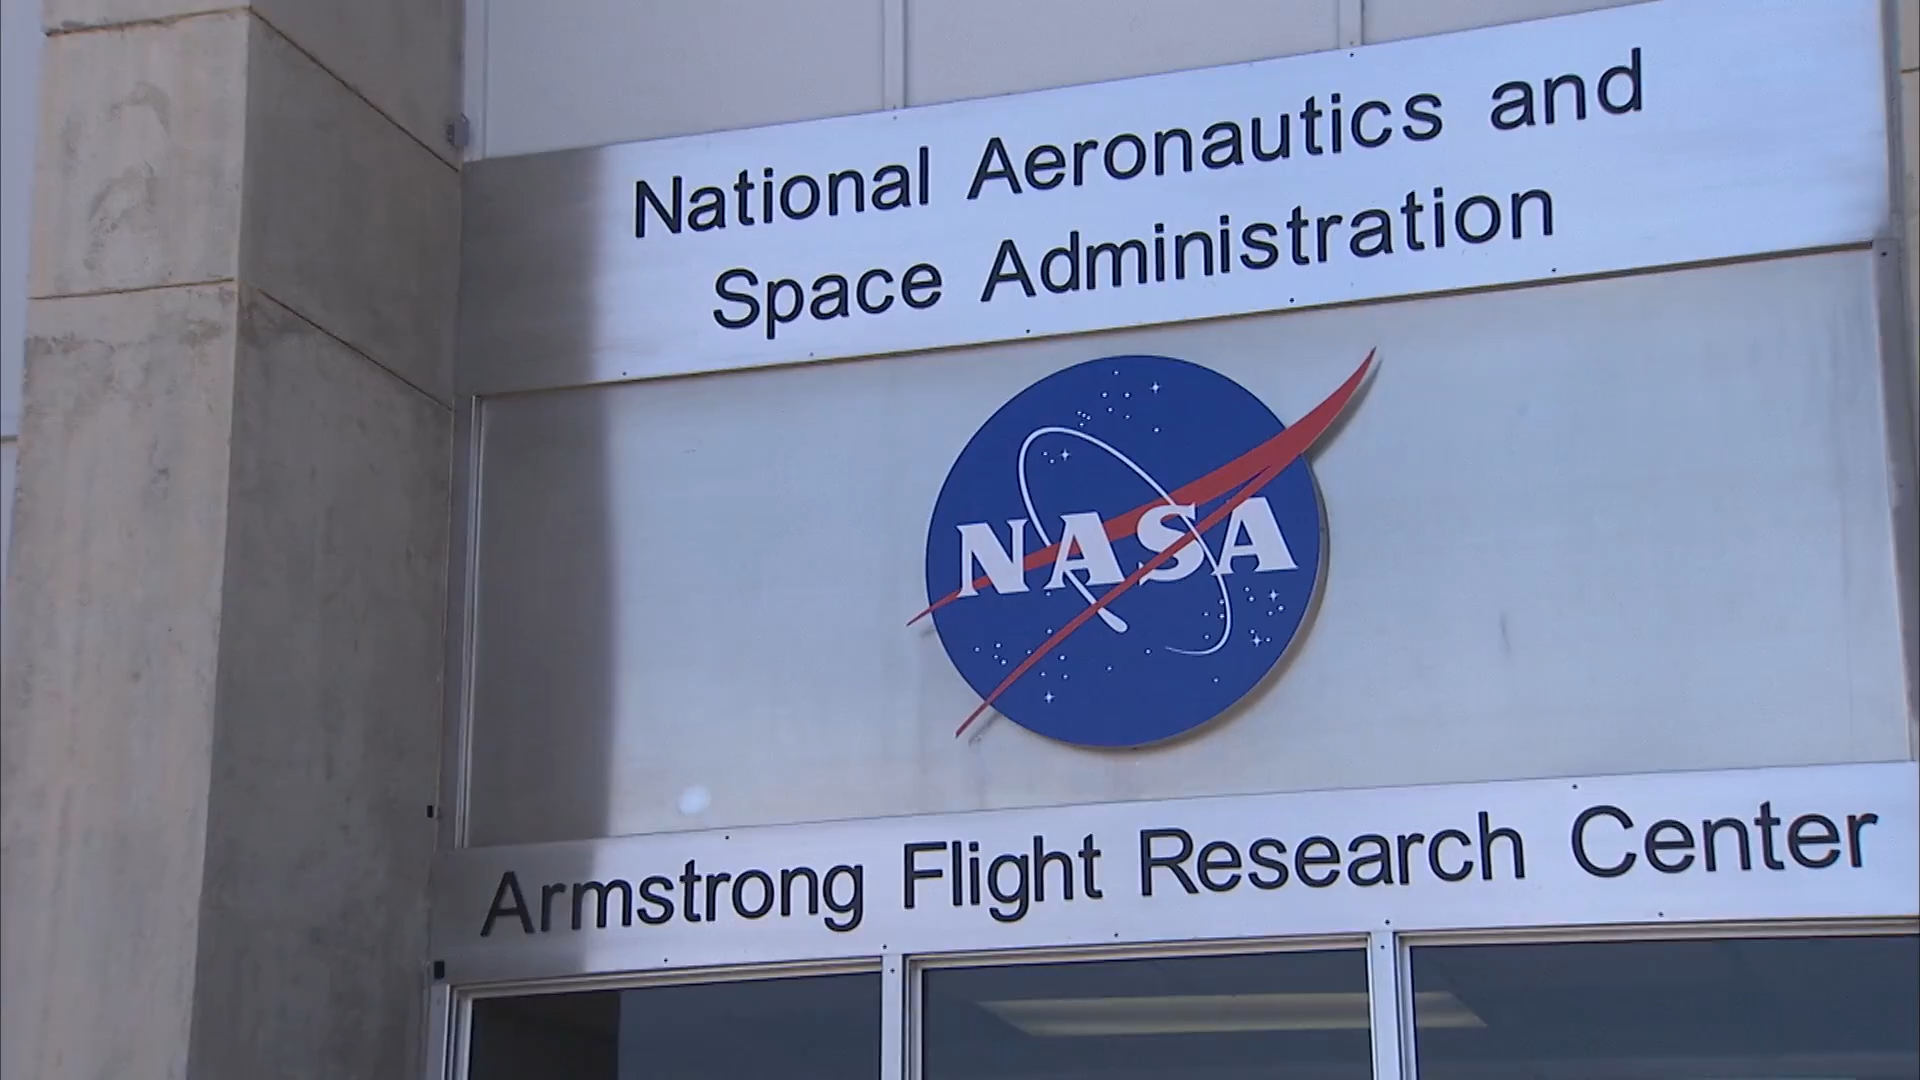 National Aeronautics and
Space Administration
NASA
Armstrong Flight Research Center